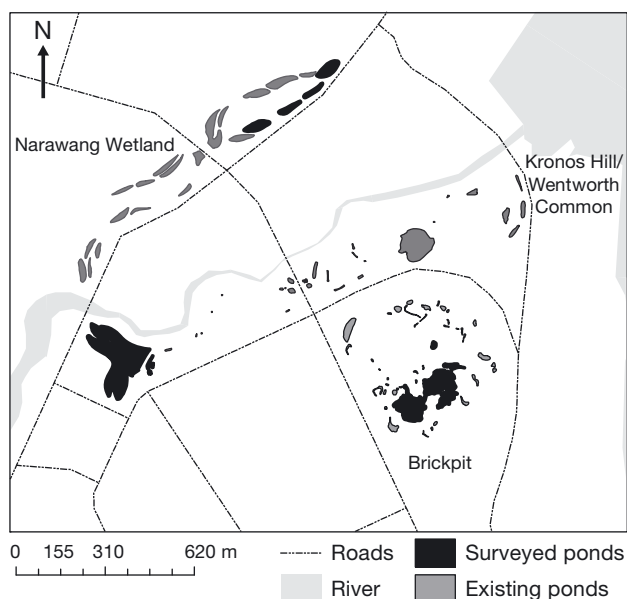 N
Narawang Wetland
Kronos Hill/
Wentworth
Common
Brickpit
0 155 310 620 m
Roads
Surveyed ponds
River
Existing ponds